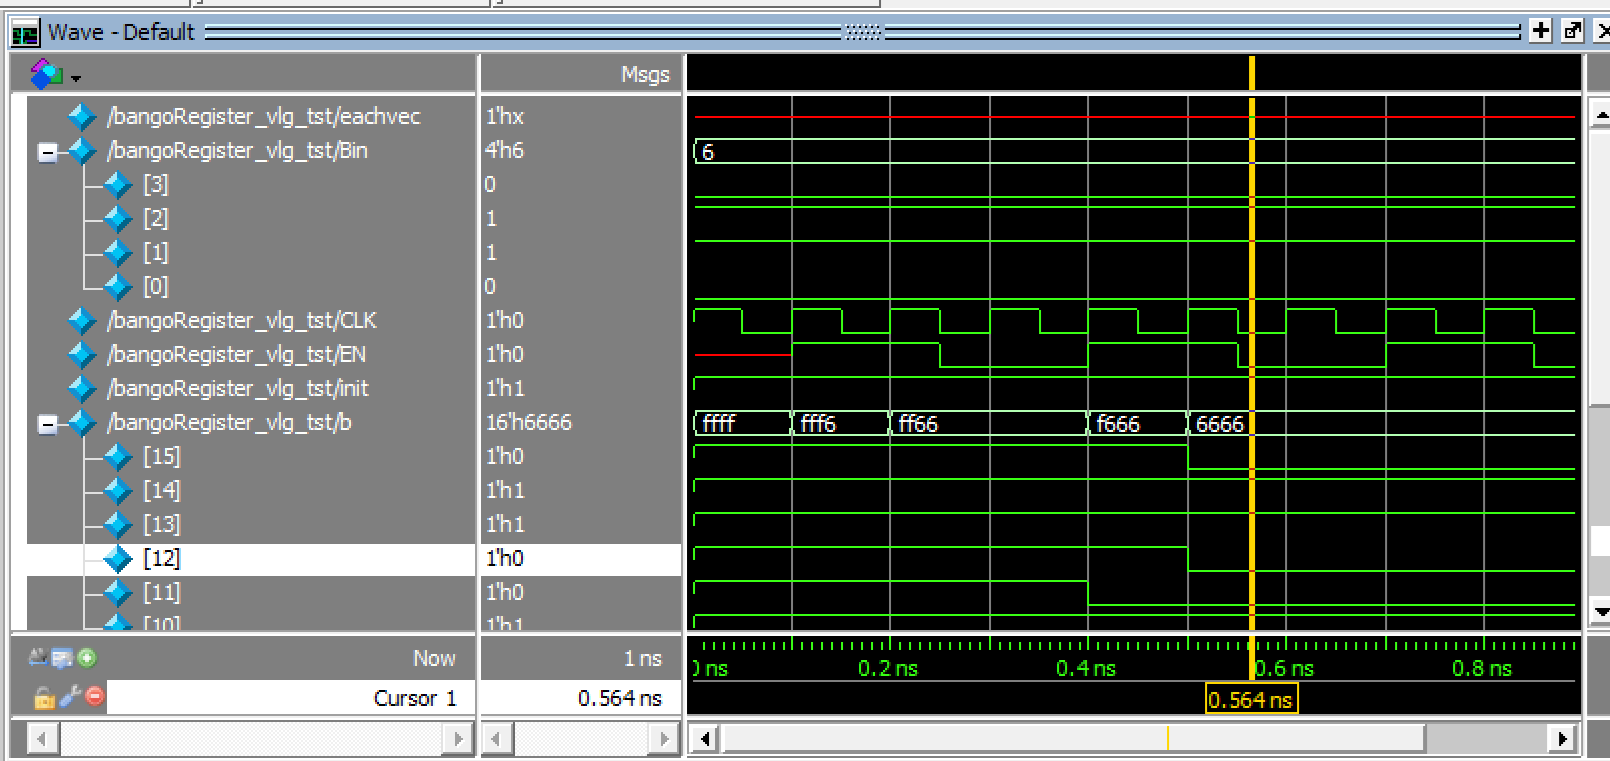 Wave - Default
Msgs
/bangoRegister_vlg_tst/eachvec 1'hx
/bangoRegister_vlg_tst/Bin 4'h6 6
[3] 0
[2] 1
[1] 1
[0] 0
/bangoRegister_vlg_tst/CLK 1'h0
/bangoRegister_vlg_tst/EN 1'h0
/bangoRegister_vlg_tst/init 1'h1
/bangoRegister_vlg_tst/b 16'h6666 ffff fff6 ff66 f666 6666
[15] 1'h0
[14] 1'h1
[13] 1'h1
[12] 1'h0
[11] 1'h0
[10] 1'h1
Now 1 ns ns 0.2 ns 0.4 ns 0.6 ns 0.8 ns
Cursor 1 0.564 ns 0.564 ns